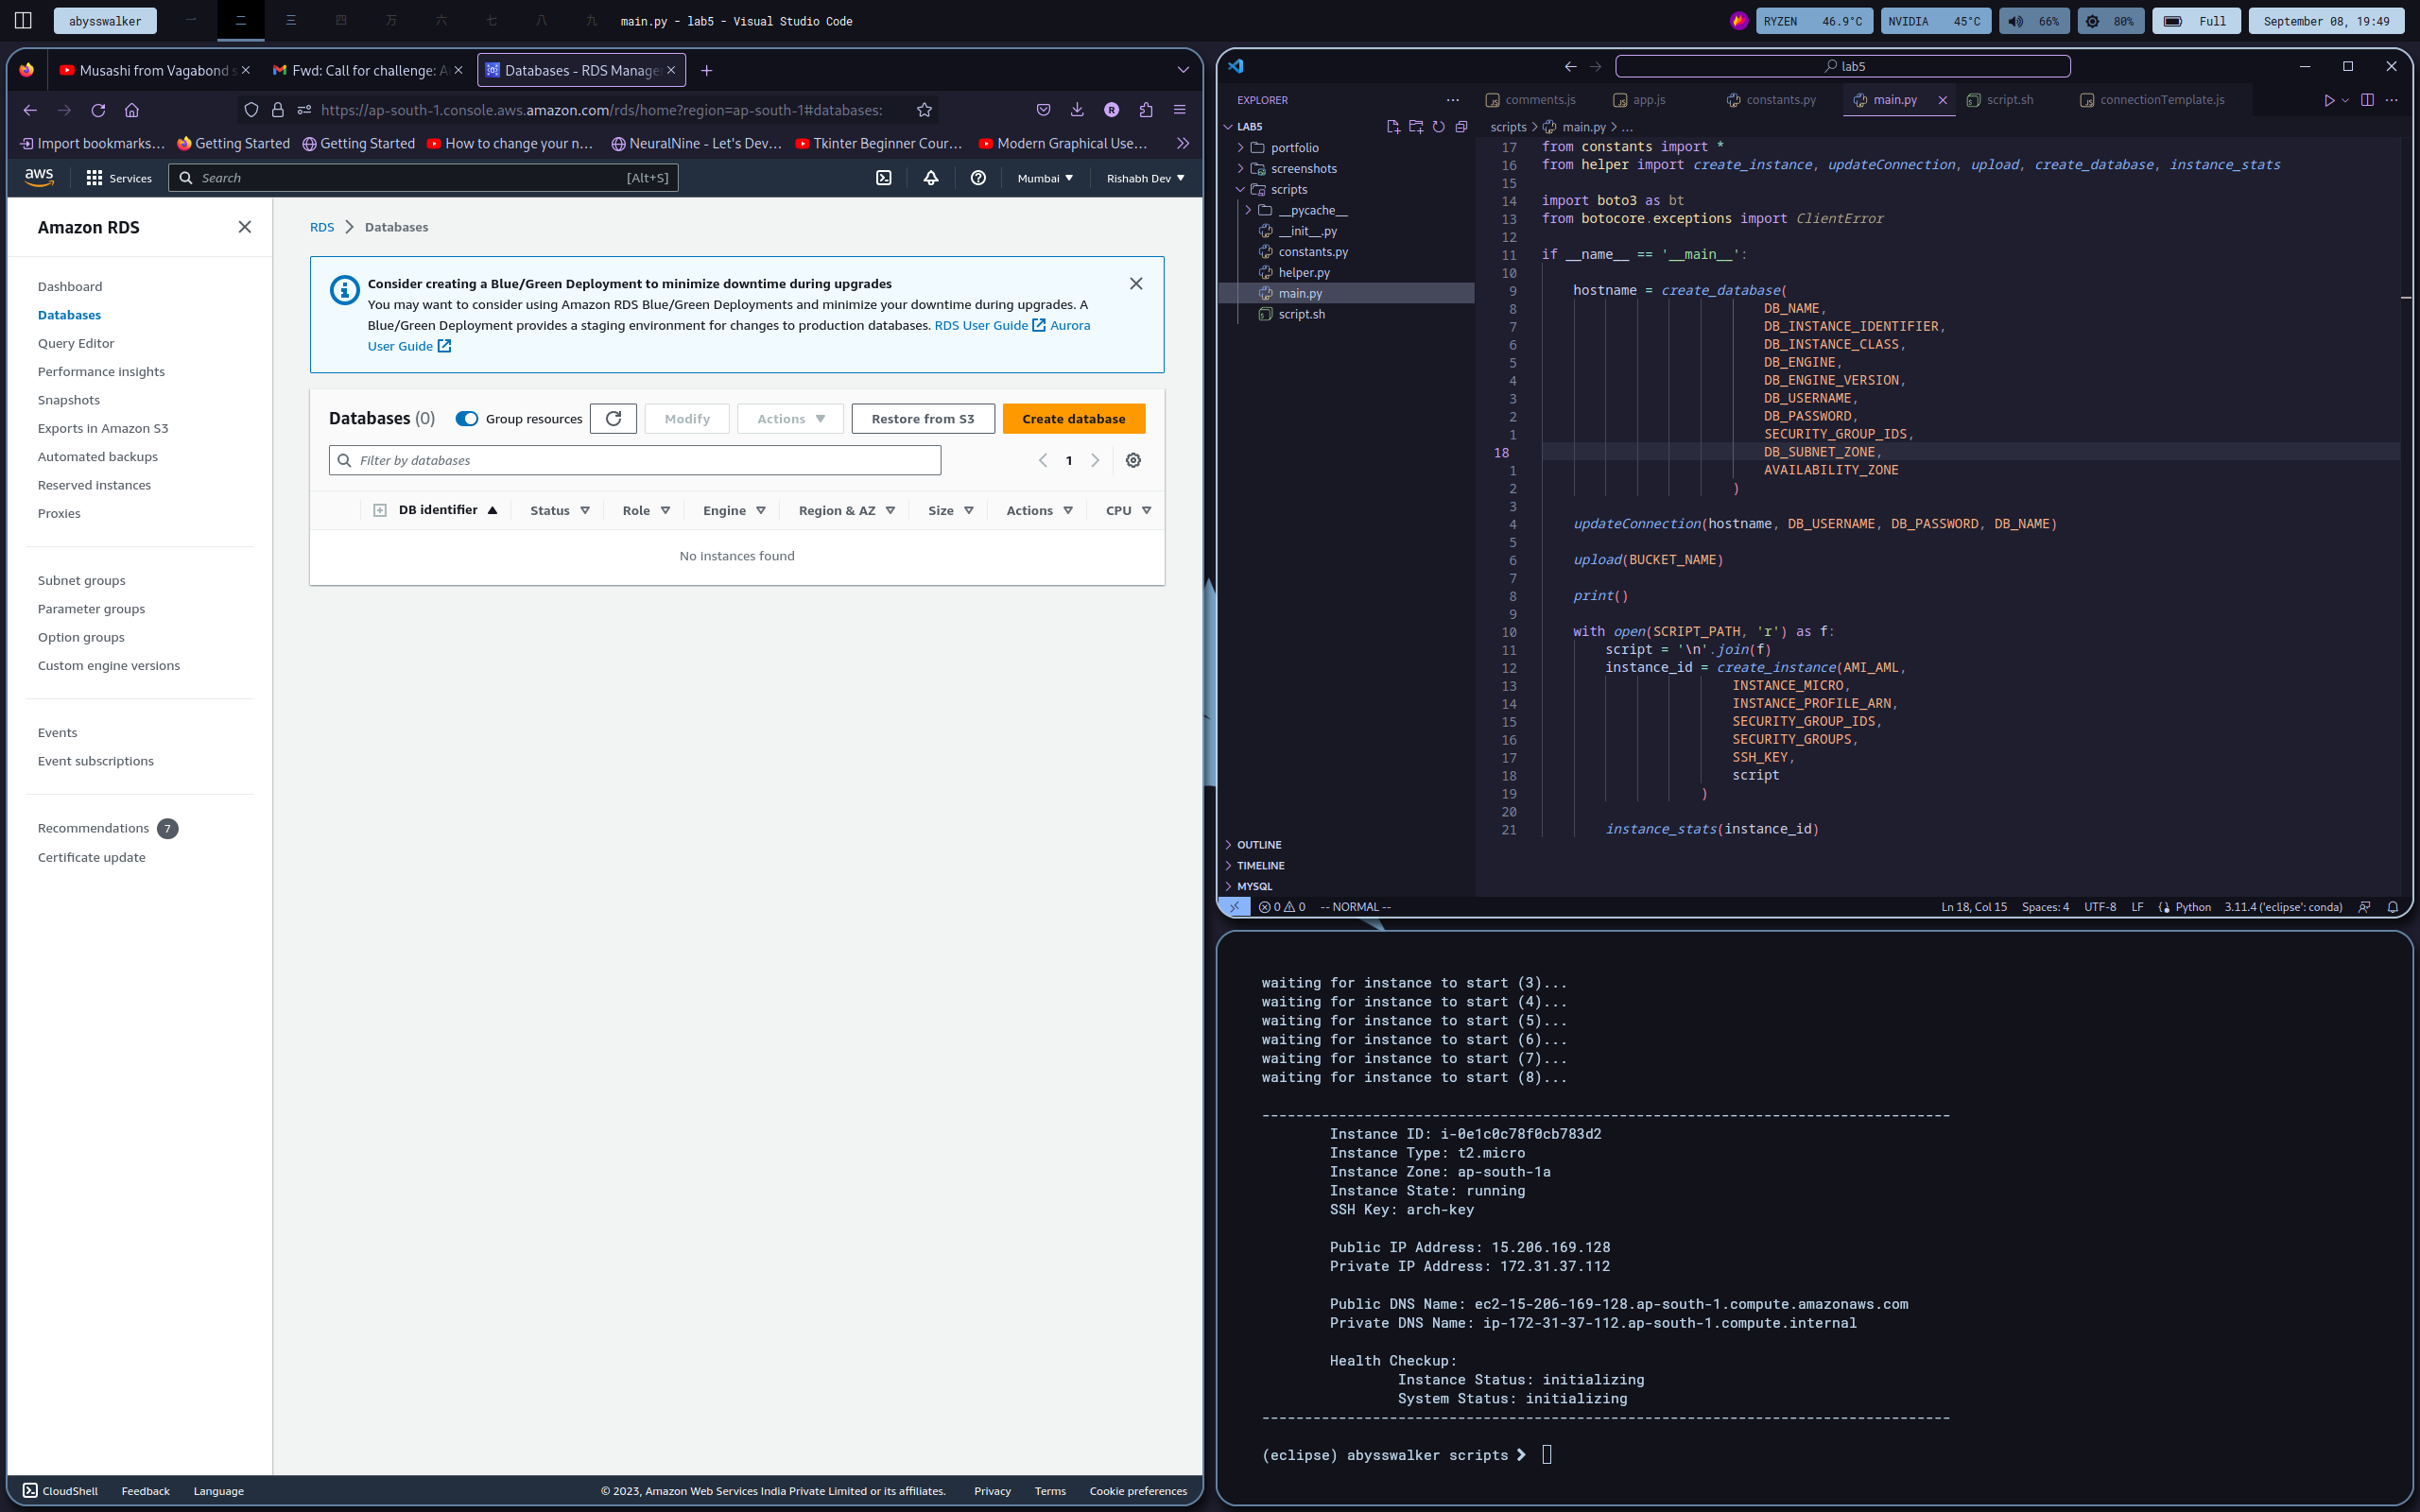 abysswalker 一 二 三 四 万 六 七 八 九 main.py - lab5 - Visual Studio Code
RYZEN 46.9°C NVIDIA 45°C 66% 80% Full September 08, 19:49
Musashi from Vagabond s
Fwd: Call for challenge: A
Databases - RDS Manage
https://ap-south-1.console.aws.amazon.com/rds/home?region=ap-south-1#databases:
Import bookmarks... Getting Started Getting Started How to change your n... NeuralNine - Let's Dev... Tkinter Beginner Cour... Modern Graphical Use...
aws Services Search [Alt+S] Mumbai Rishabh Dev
Amazon RDS
Dashboard
Databases
Query Editor
Performance insights
Snapshots
Exports in Amazon S3
Automated backups
Reserved instances
Proxies
Subnet groups
Parameter groups
Option groups
Custom engine versions
Events
Event subscriptions
Recommendations 7
Certificate update
RDS > Databases
Consider creating a Blue/Green Deployment to minimize downtime during upgrades
You may want to consider using Amazon RDS Blue/Green Deployments and minimize your downtime during upgrades. A
Blue/Green Deployment provides a staging environment for changes to production databases. RDS User Guide Aurora
User Guide
Databases (0) Group resources Modify Actions Restore from S3 Create database
Filter by databases 1
DB identifier Status Role Engine Region & AZ Size Actions CPU
No instances found
CloudShell Feedback Language © 2023, Amazon Web Services India Private Limited or its affiliates. Privacy Terms Cookie preferences
lab5
EXPLORER ...
LAB5
portfolio
screenshots
scripts
__pycache__
__init__.py
constants.py
helper.py
main.py
script.sh
OUTLINE
TIMELINE
MYSQL
comments.js app.js constants.py main.py script.sh connectionTemplate.js
scripts > main.py > ...
17 from constants import *
16 from helper import create_instance, updateConnection, upload, create_database, instance_stats
15
14 import boto3 as bt
13 from botocore.exceptions import ClientError
12
11 if __name__ == '__main__':
10
9 hostname = create_database(
8 DB_NAME,
7 DB_INSTANCE_IDENTIFIER,
6 DB_INSTANCE_CLASS,
5 DB_ENGINE,
4 DB_ENGINE_VERSION,
3 DB_USERNAME,
2 DB_PASSWORD,
1 SECURITY_GROUP_IDS,
18 DB_SUBNET_ZONE,
1 AVAILABILITY_ZONE
2 )
3
4 updateConnection(hostname, DB_USERNAME, DB_PASSWORD, DB_NAME)
5
6 upload(BUCKET_NAME)
7
8 print()
9
10 with open(SCRIPT_PATH, 'r') as f:
11 script = '\n'.join(f)
12 instance_id = create_instance(AMI_AML,
13 INSTANCE_MICRO,
14 INSTANCE_PROFILE_ARN,
15 SECURITY_GROUP_IDS,
16 SECURITY_GROUPS,
17 SSH_KEY,
18 script
19 )
20
21 instance_stats(instance_id)
0 0 -- NORMAL -- Ln 18, Col 15 Spaces: 4 UTF-8 LF Python 3.11.4 ('eclipse': conda)
waiting for instance to start (3)...
waiting for instance to start (4)...
waiting for instance to start (5)...
waiting for instance to start (6)...
waiting for instance to start (7)...
waiting for instance to start (8)...
---------------------------------------------------------------------------------
Instance ID: i-0e1c0c78f0cb783d2
Instance Type: t2.micro
Instance Zone: ap-south-1a
Instance State: running
SSH Key: arch-key
Public IP Address: 15.206.169.128
Private IP Address: 172.31.37.112
Public DNS Name: ec2-15-206-169-128.ap-south-1.compute.amazonaws.com
Private DNS Name: ip-172-31-37-112.ap-south-1.compute.internal
Health Checkup:
Instance Status: initializing
System Status: initializing
---------------------------------------------------------------------------------
(eclipse) abysswalker scripts ❯